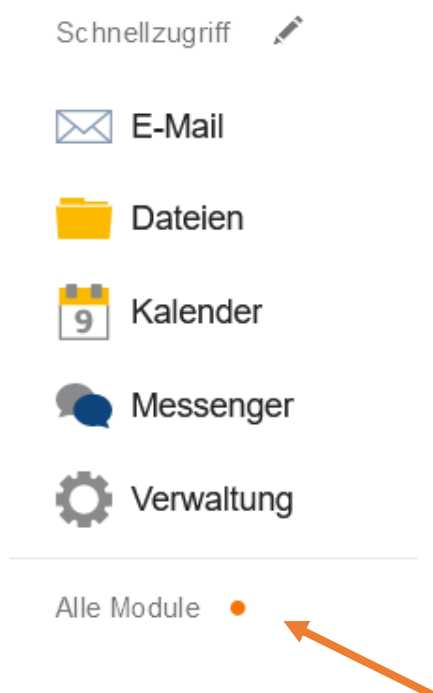 Schnellzugriff
E-Mail
Dateien
9
Kalender
Messenger
Verwaltung
Alle Module